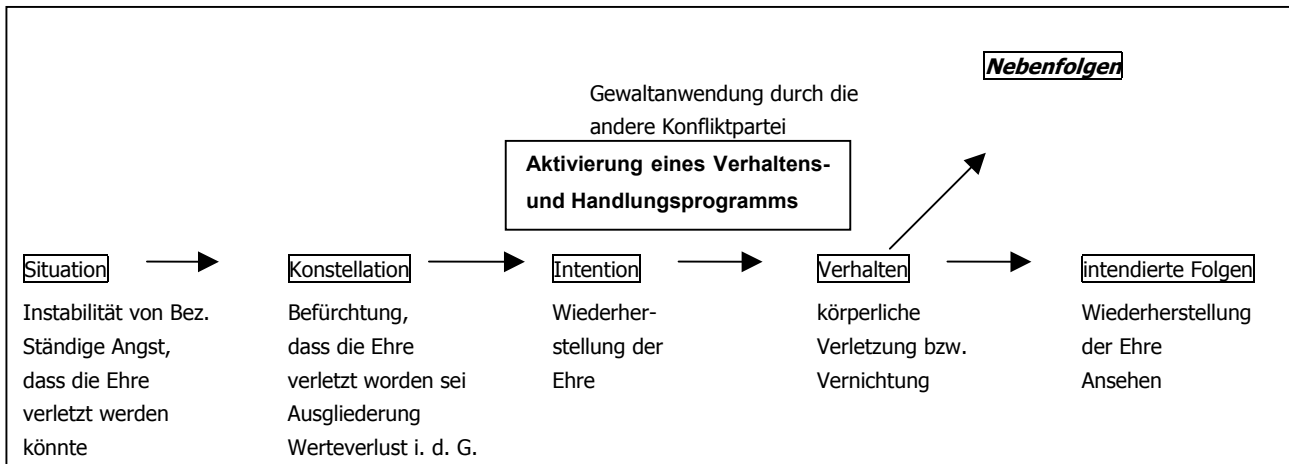 Nebenfolgen
Gewaltanwendung durch die
andere Konfliktpartei
Aktivierung eines Verhaltens-
und Handlungsprogramms
Situation
Instabilität von Bez.
Ständige Angst,
dass die Ehre
verletzt werden
könnte
Konstellation
Befürchtung,
dass die Ehre
verletzt worden sei
Ausgliederung
Werteverlust i. d. G.
Intention
Wiederher-
stellung der
Ehre
Verhalten
körperliche
Verletzung bzw.
Vernichtung
intendierte Folgen
Wiederherstellung
der Ehre
Ansehen